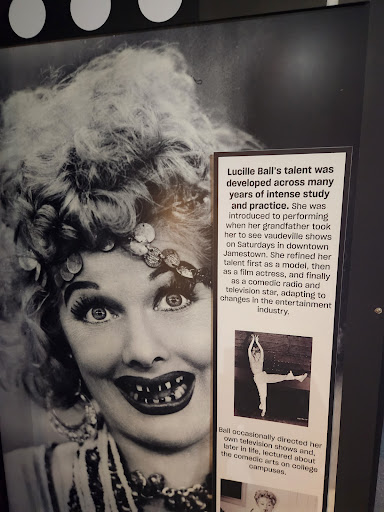 Lucille Ball's talent was
developed across many
years of intense study
and practice. She was
introduced to performing
when her grandfather took
her to see vaudeville shows
on Saturdays in downtown
Jamestown. She refined her
talent first as a model, then
as a film actress, and finally
as a comedic radio and
television star, adapting to
changes in the entertainment
industry.
Ball occasionally directed her
own television shows and,
later in life, lectured about
the comedic arts on college
campuses.